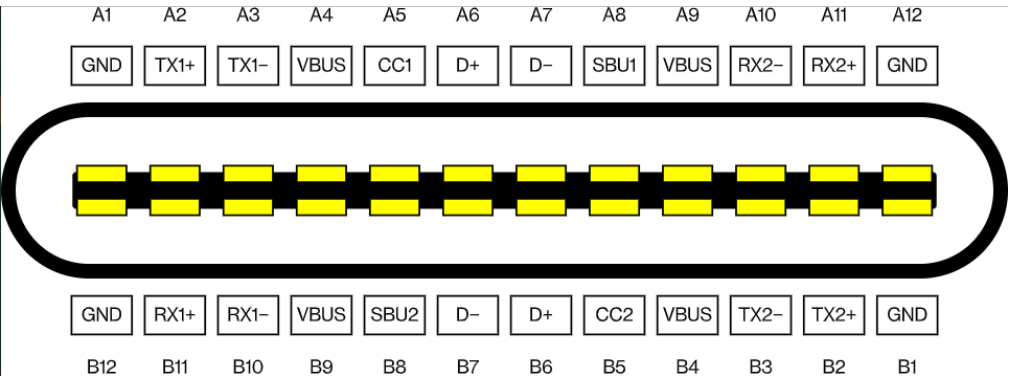 A1 A2 A3 A4 A5 A6 A7 A8 A9 A10 A11 A12
GND TX1+ TX1− VBUS CC1 D+ D− SBU1 VBUS RX2− RX2+ GND
GND RX1+ RX1− VBUS SBU2 D− D+ CC2 VBUS TX2− TX2+ GND
B12 B11 B10 B9 B8 B7 B6 B5 B4 B3 B2 B1